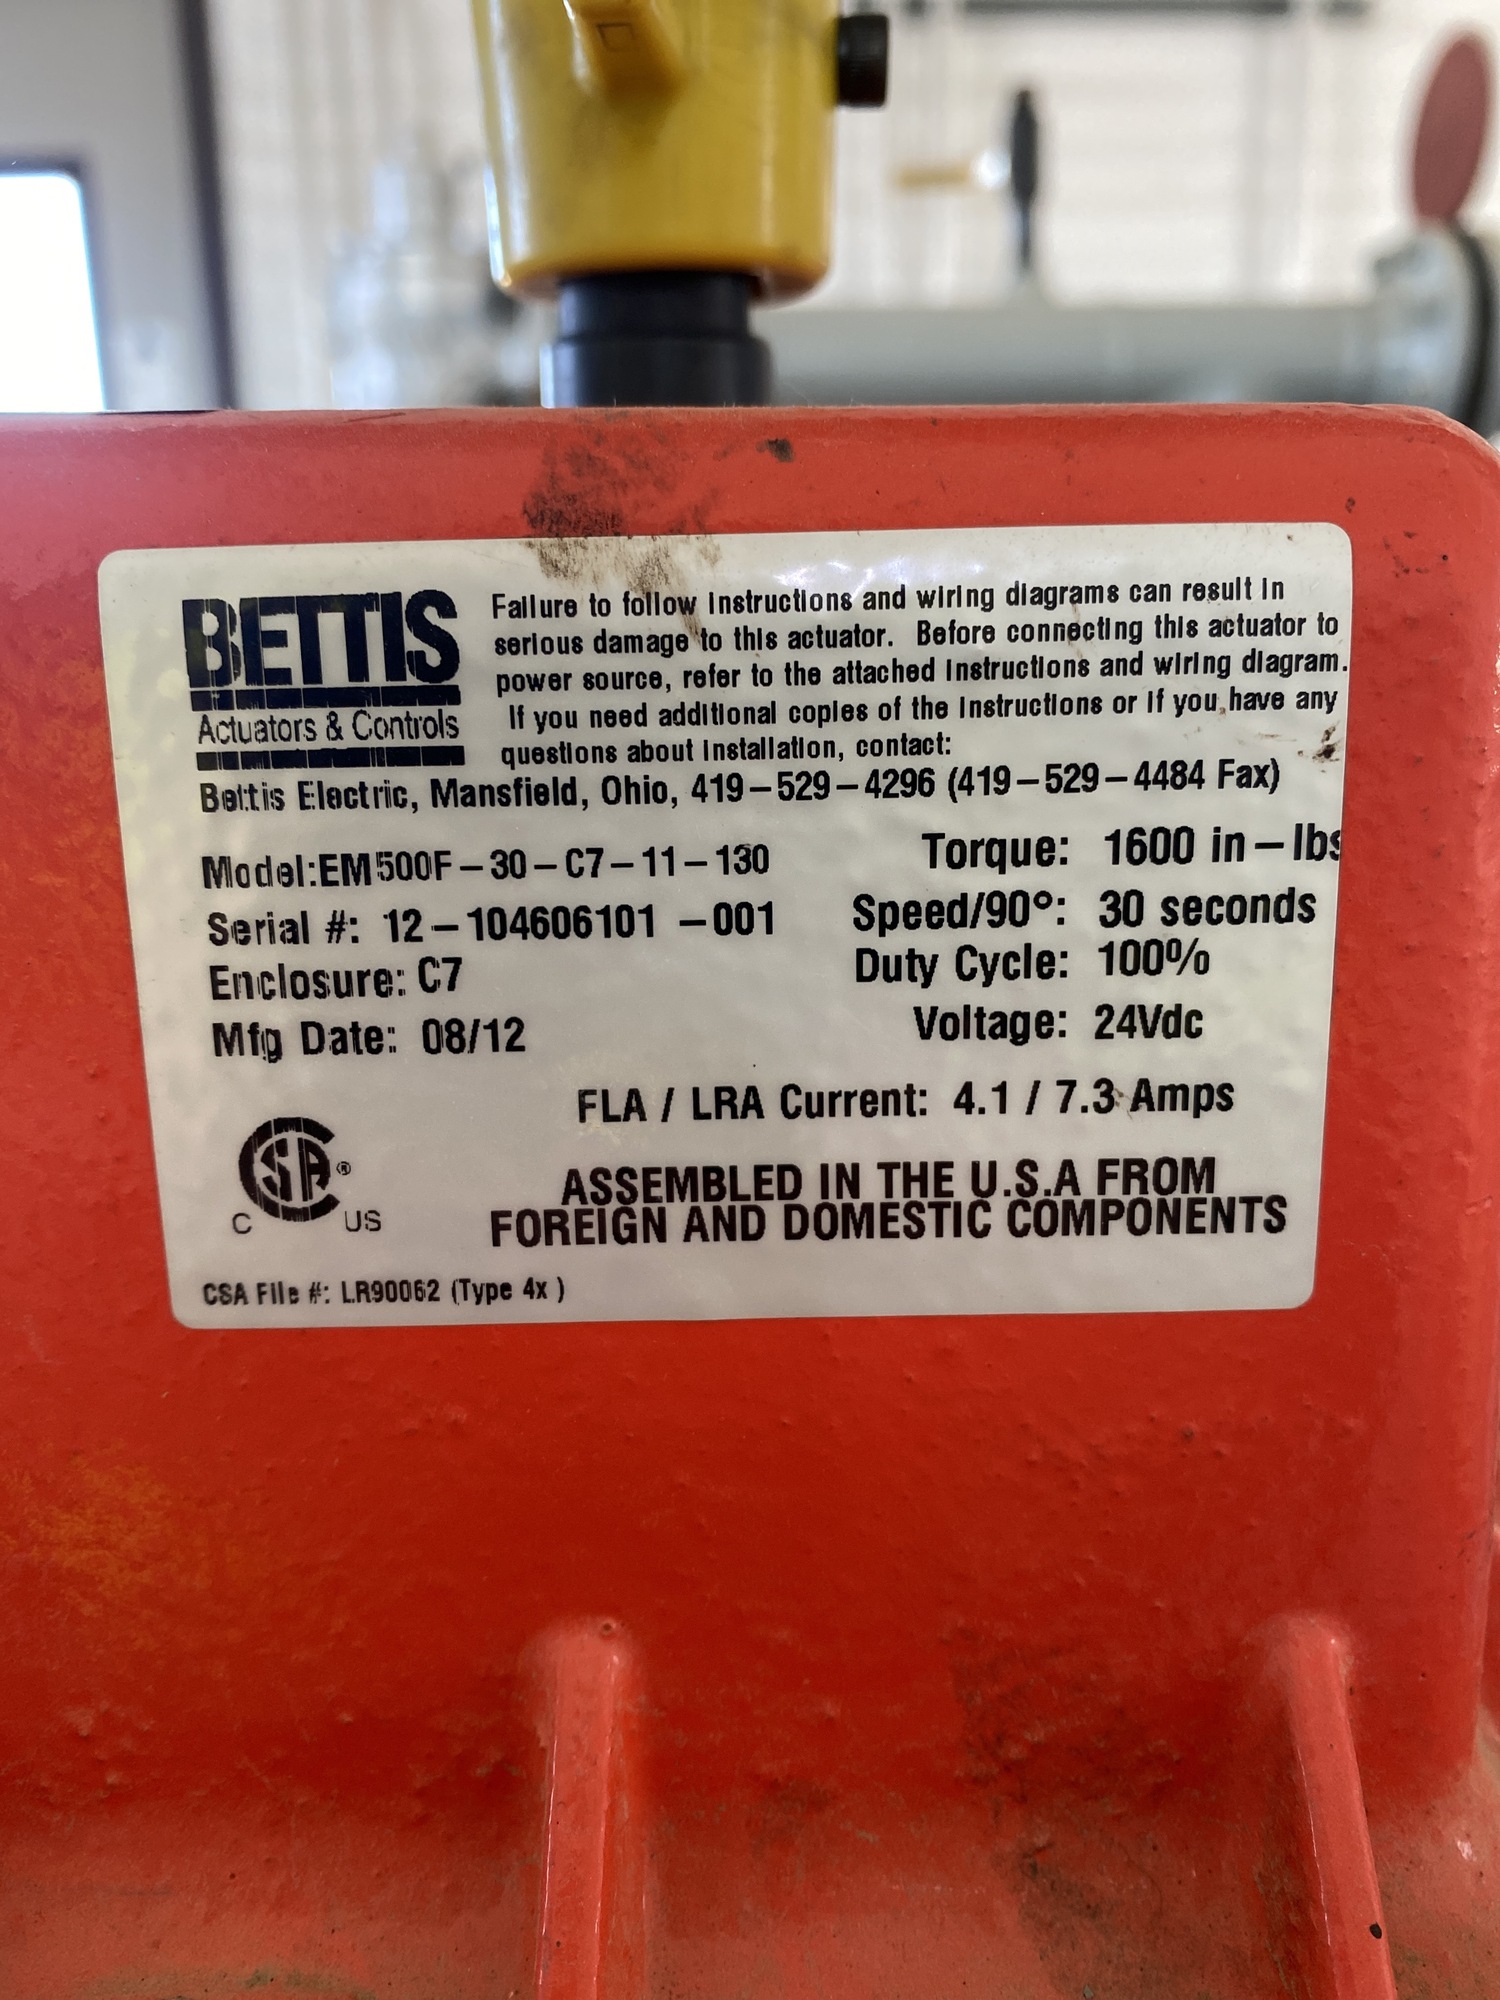 BETTIS
Actuators & Controls
Failure to follow instructions and wiring diagrams can result in
serious damage to this actuator. Before connecting this actuator to
power source, refer to the attached instructions and wiring diagram.
If you need additional copies of the instructions or if you have any
questions about installation, contact:
Bettis Electric, Mansfield, Ohio, 419-529-4296 (419-529-4484 Fax)
Model:EM500F-30-C7-11-130
Serial #: 12-104606101 -001
Enclosure: C7
Mfg Date: 08/12
Torque: 1600 in-lbs
Speed/90°: 30 seconds
Duty Cycle: 100%
Voltage: 24Vdc
FLA / LRA Current: 4.1 / 7.3 Amps
CSA®
C US
ASSEMBLED IN THE U.S.A FROM
FOREIGN AND DOMESTIC COMPONENTS
CSA File #: LR90062 (Type 4x )